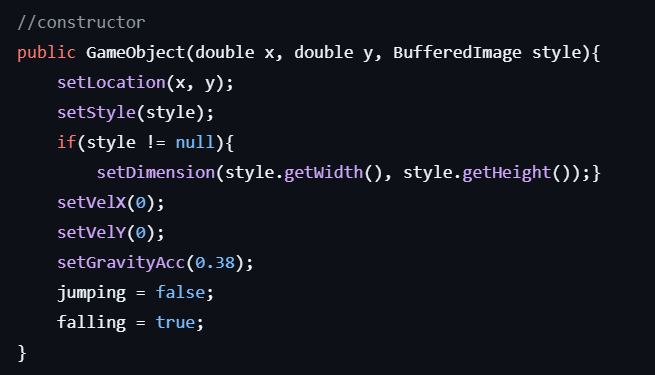 //constructor
public GameObject(double x, double y, BufferedImage style){
    setLocation(x, y);
    setStyle(style);
    if(style != null){
        setDimension(style.getWidth(), style.getHeight());}
    setVelX(0);
    setVelY(0);
    setGravityAcc(0.38);
    jumping = false;
    falling = true;
}